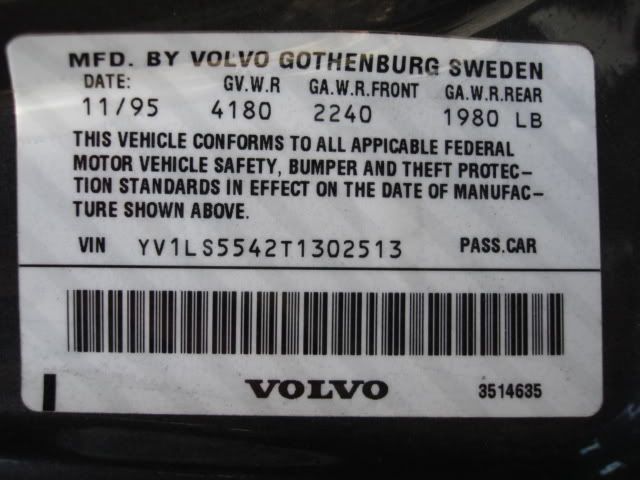 MFD. BY VOLVO GOTHENBURG SWEDEN
DATE: GV.W.R GA.W.R.FRONT GA.W.R.REAR
11/95 4180 2240 1980 LB
THIS VEHICLE CONFORMS TO ALL APPICABLE FEDERAL
MOTOR VEHICLE SAFETY, BUMPER AND THEFT PROTEC-
TION STANDARDS IN EFFECT ON THE DATE OF MANUFAC-
TURE SHOWN ABOVE.
VIN YV1LS5542T1302513 PASS.CAR
VOLVO 3514635